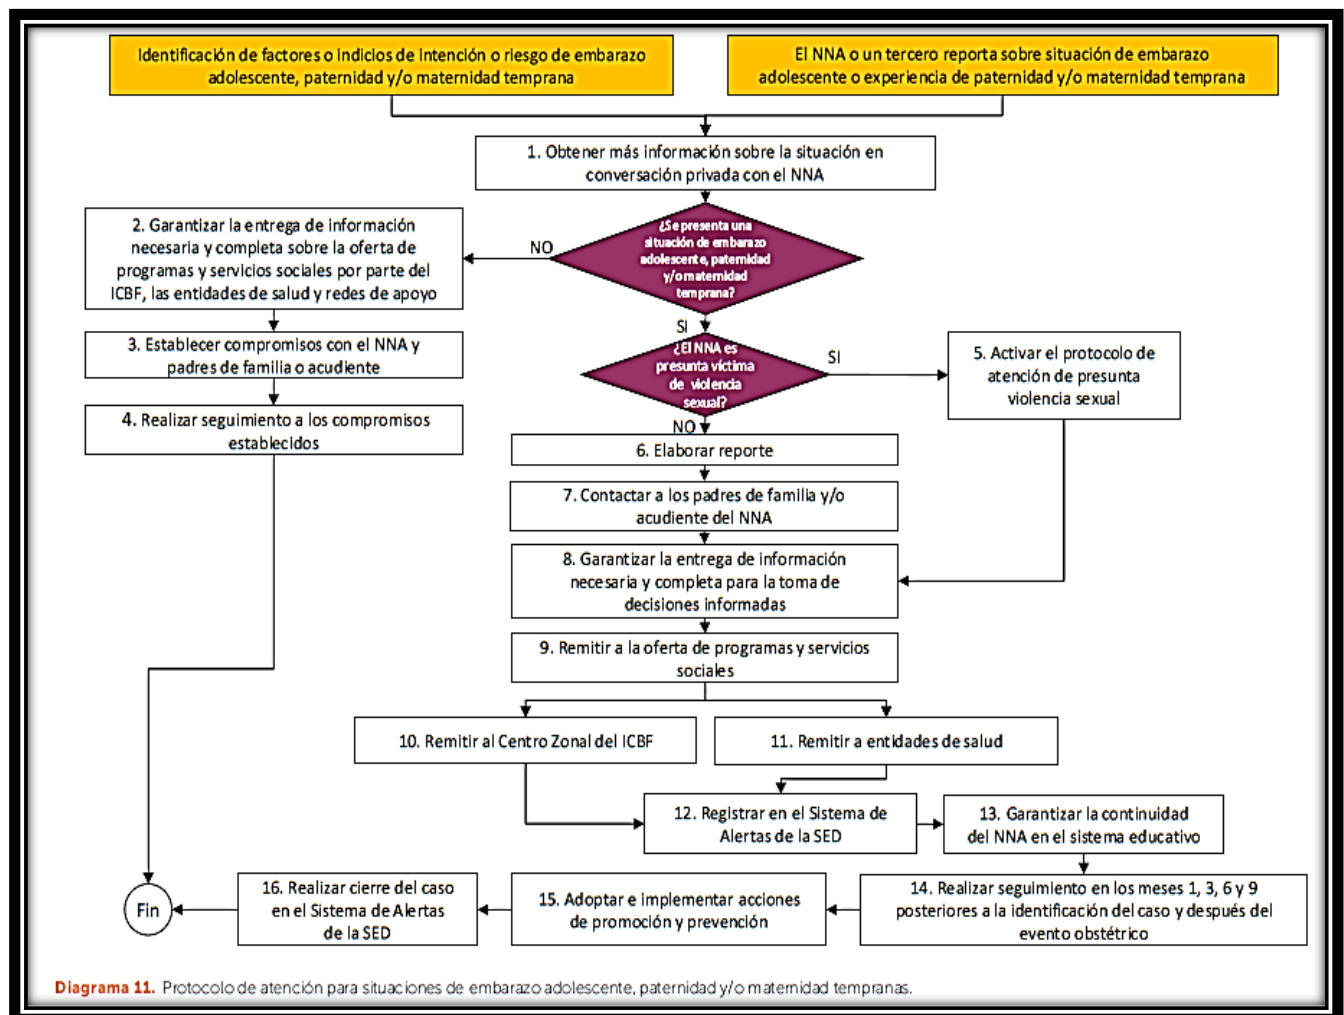 Identificación de factores o indicios de intención o riesgo de embarazo
adolescente, paternidad y/o maternidad temprana
El NNA o un tercero reporta sobre situación de embarazo
adolescente o experiencia de paternidad y/o maternidad temprana
1. Obtener más información sobre la situación en
conversación privada con el NNA
¿Se presenta una
situación de embarazo
adolescente, paternidad
y/o maternidad
temprana?
NO
2. Garantizar la entrega de información
necesaria y completa sobre la oferta de
programas y servicios sociales por parte del
ICBF, las entidades de salud y redes de apoyo
3. Establecer compromisos con el NNA y
padres de familia o acudiente
4. Realizar seguimiento a los compromisos
establecidos
SI
¿El NNA es
presunta víctima
de violencia
sexual?
SI
5. Activar el protocolo de
atención de presunta
violencia sexual
NO
6. Elaborar reporte
7. Contactar a los padres de familia y/o
acudiente del NNA
8. Garantizar la entrega de información
necesaria y completa para la toma de
decisiones informadas
9. Remitir a la oferta de programas y servicios
sociales
10. Remitir al Centro Zonal del ICBF
11. Remitir a entidades de salud
12. Registrar en el Sistema de
Alertas de la SED
13. Garantizar la continuidad
del NNA en el sistema educativo
14. Realizar seguimiento en los meses 1, 3, 6 y 9
posteriores a la identificación del caso y después del
evento obstétrico
15. Adoptar e implementar acciones
de promoción y prevención
16. Realizar cierre del caso
en el Sistema de Alertas
de la SED
Fin
Diagrama 11. Protocolo de atención para situaciones de embarazo adolescente, paternidad y/o maternidad tempranas.